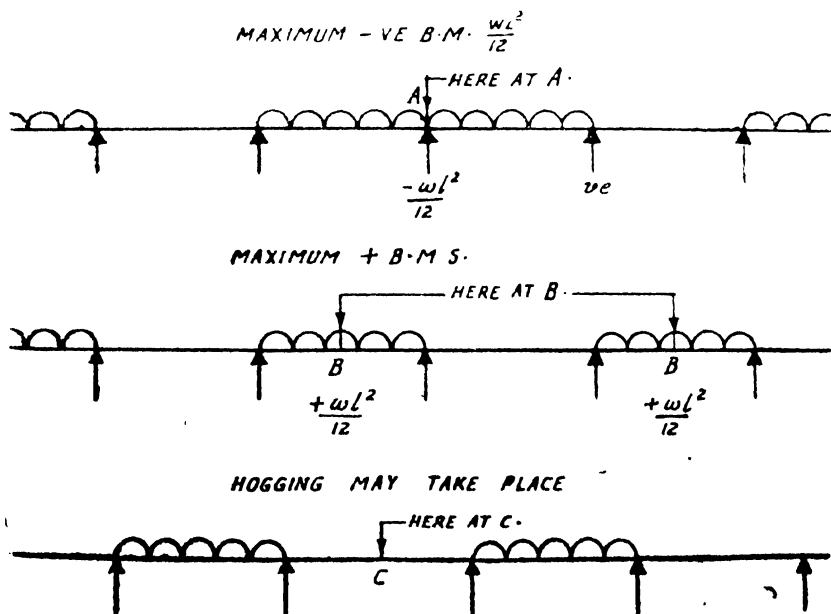 MAXIMUM - VE B.M. wl²/12
HERE AT A.
A
-wl²/12
ve
MAXIMUM + B.M S.
HERE AT B.
B B
+wl²/12 +wl²/12
HOGGING MAY TAKE PLACE
HERE AT C.
C